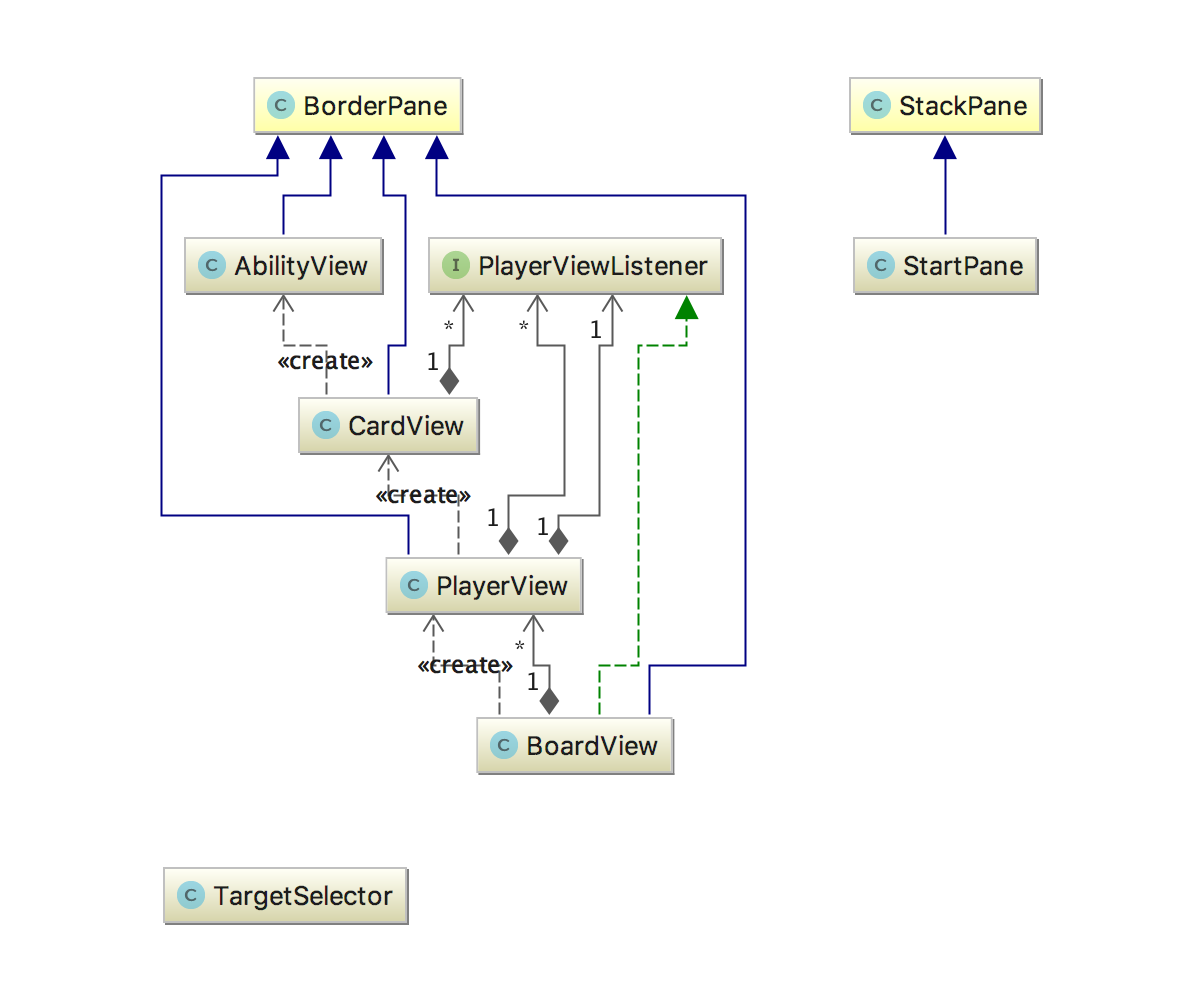 C BorderPane
C StackPane
C AbilityView
I PlayerViewListener
C StartPane
* * 1
«create»
1
C CardView
«create»
1 1
C PlayerView
*
«create»
1
C BoardView
C TargetSelector